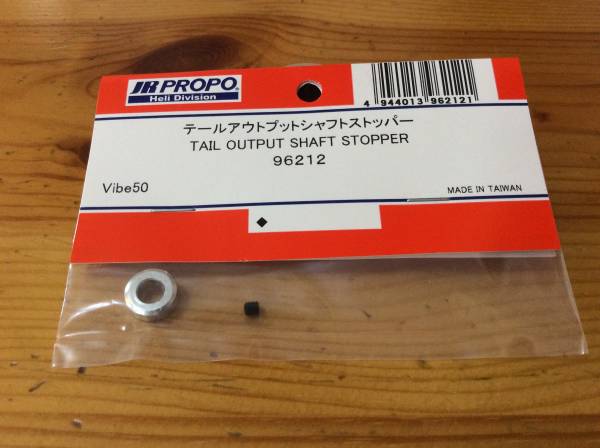 JR PROPO
Heli Division
4 944013 962121
テールアウトプットシャフトストッパー
TAIL OUTPUT SHAFT STOPPER
96212
Vibe50
MADE IN TAIWAN